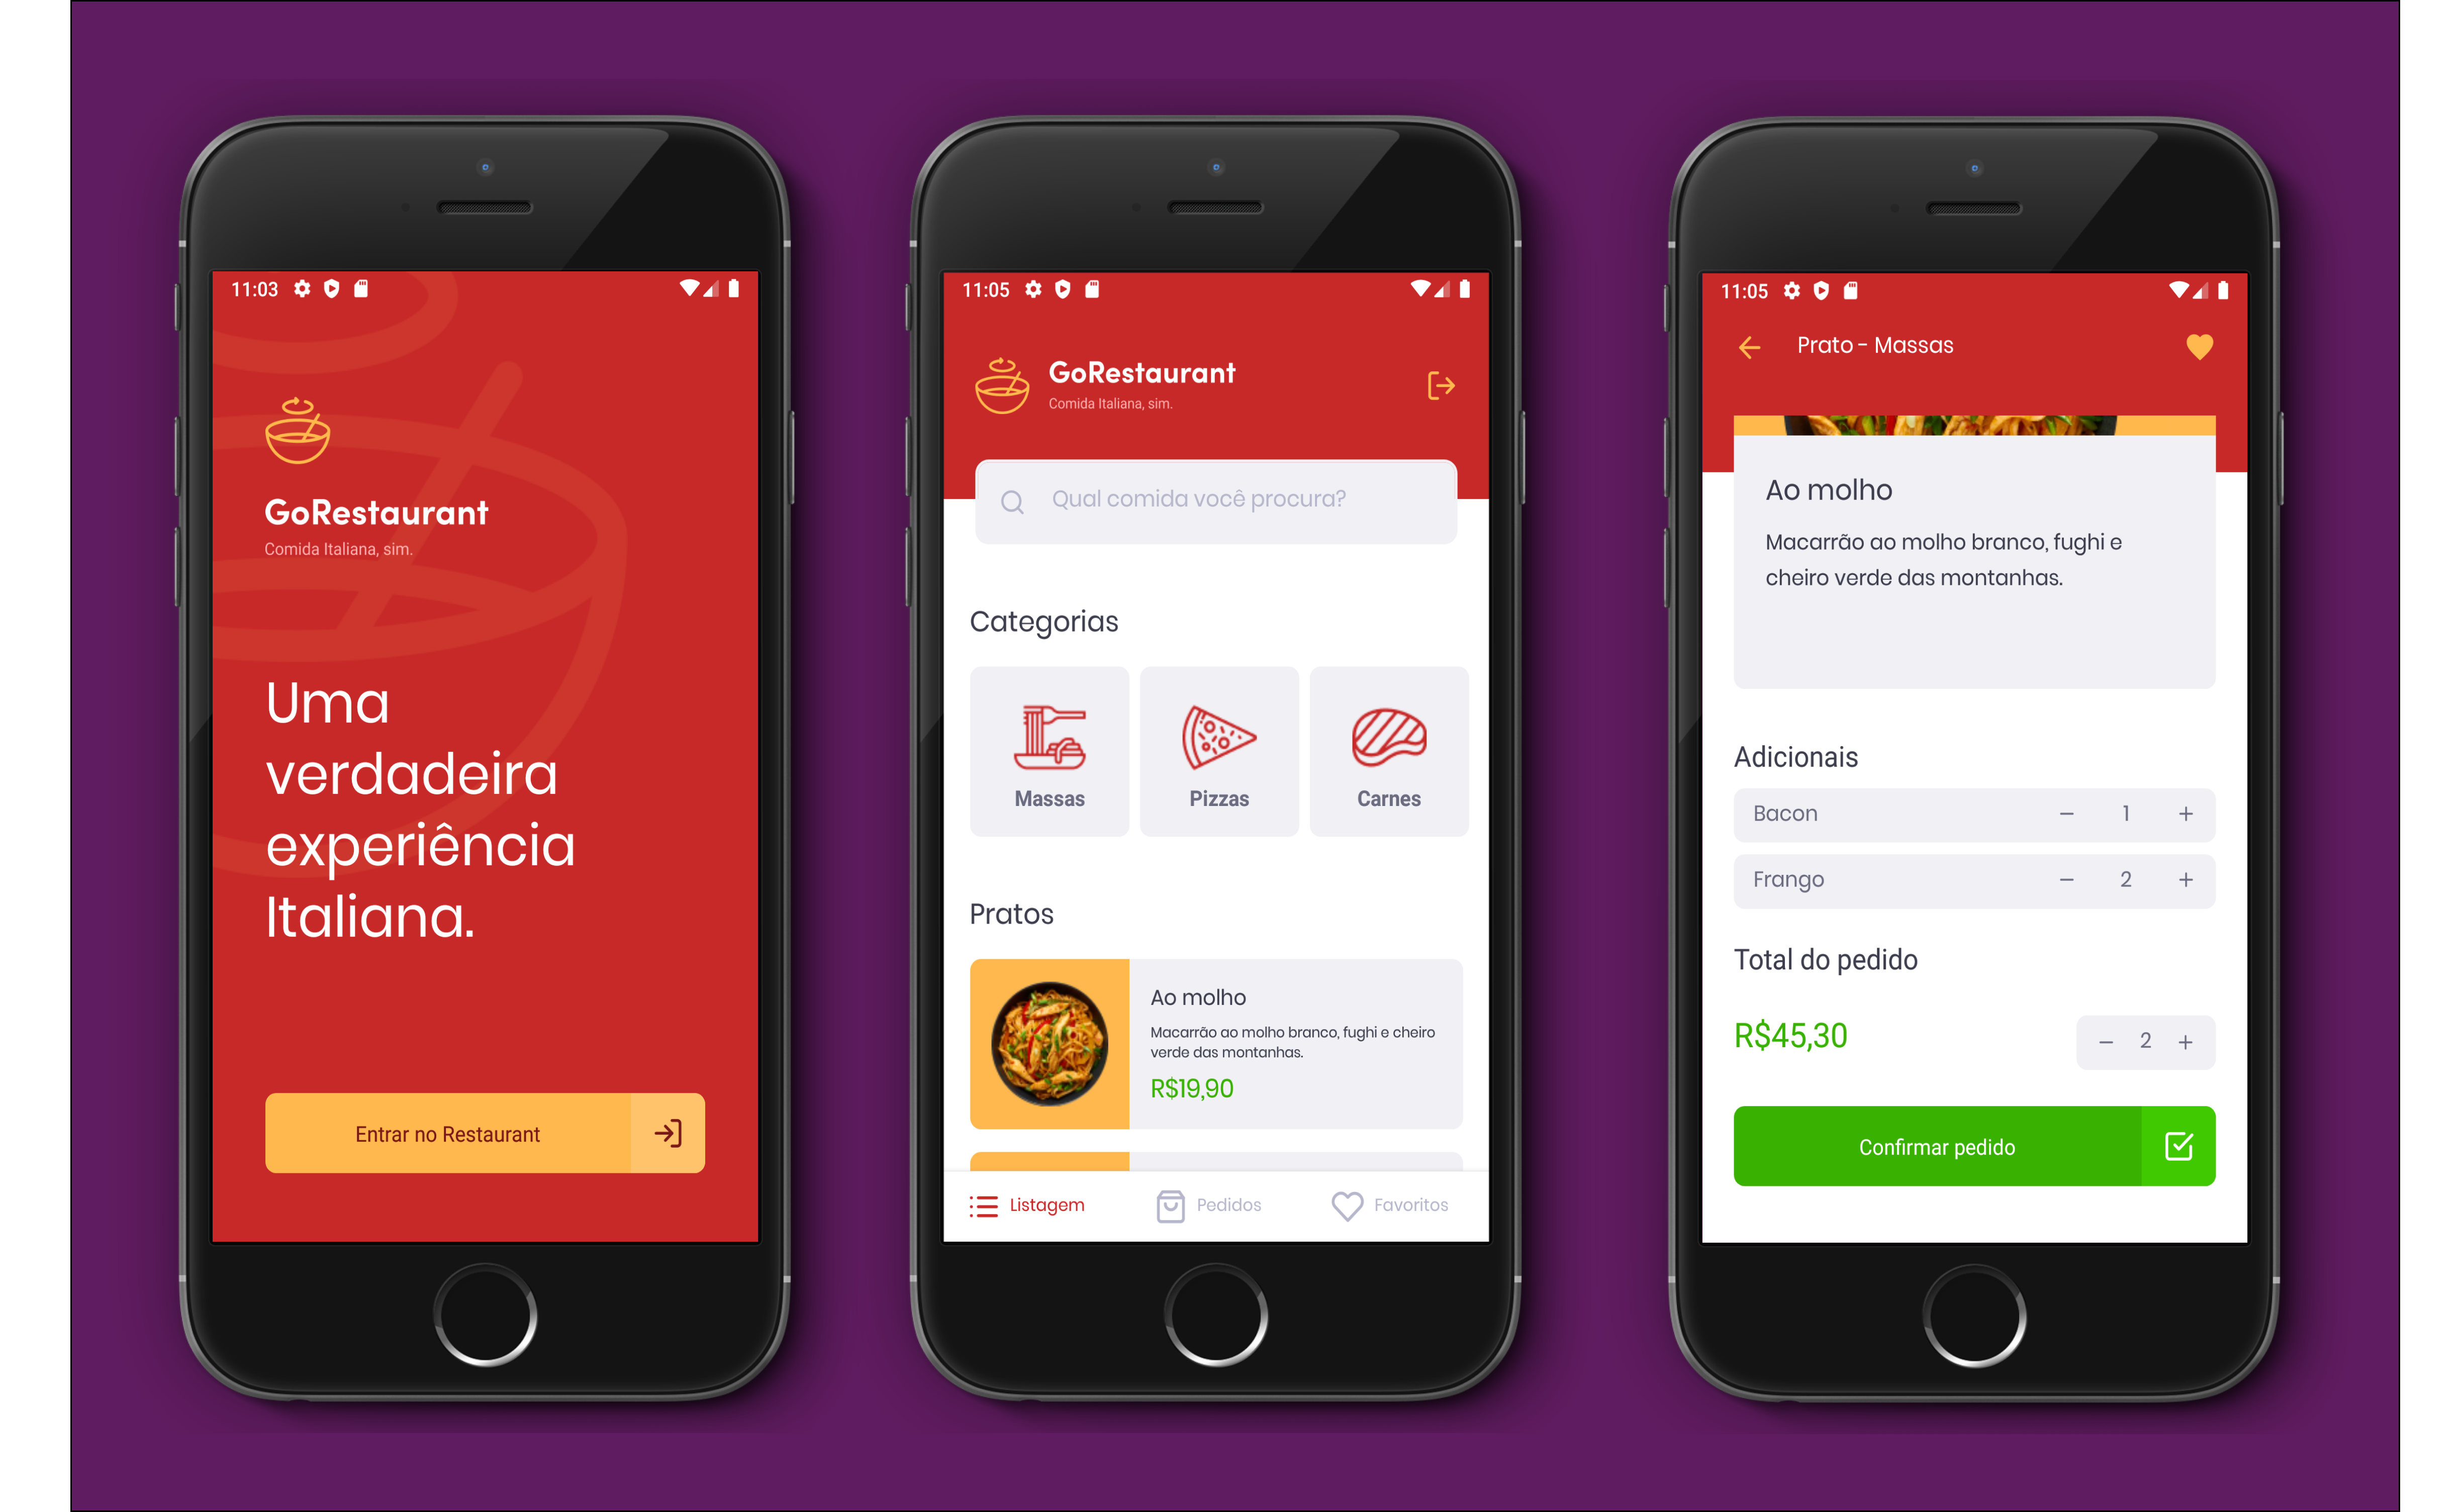 11:03
GoRestaurant
Comida Italiana, sim.
Uma
verdadeira
experiência
Italiana.
Entrar no Restaurant
11:05
GoRestaurant
Comida Italiana, sim.
Qual comida você procura?
Categorias
Massas
Pizzas
Carnes
Pratos
Ao molho
Macarrão ao molho branco, fughi e cheiro
verde das montanhas.
R$19,90
Listagem
Pedidos
Favoritos
11:05
Prato - Massas
Ao molho
Macarrão ao molho branco, fughi e
cheiro verde das montanhas.
Adicionais
Bacon − 1 +
Frango − 2 +
Total do pedido
R$45,30 − 2 +
Confirmar pedido